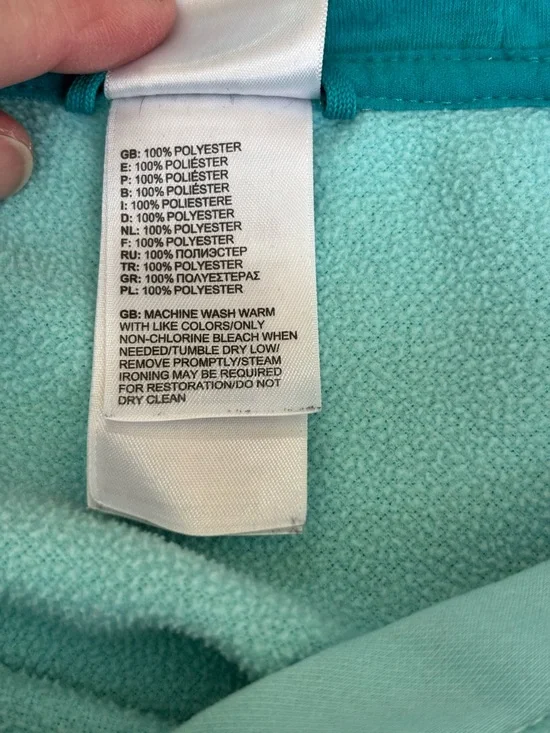 GB: 100% POLYESTER
E: 100% POLIÉSTER
P: 100% POLIÉSTER
B: 100% POLYESTER
I: 100% POLIESTERE
D: 100% POLYESTER
NL: 100% POLYESTER
F: 100% POLYESTER
RU: 100% ПОЛИЭСТЕР
TR: 100% POLYESTER
GR: 100% ΠΟΛΥΕΣΤΕΡΑΣ
PL: 100% POLYESTER
GB: MACHINE WASH WARM
WITH LIKE COLORS/ONLY
NON-CHLORINE BLEACH WHEN
NEEDED/TUMBLE DRY LOW/
REMOVE PROMPTLY/STEAM
IRONING MAY BE REQUIRED
FOR RESTORATION/DO NOT
DRY CLEAN